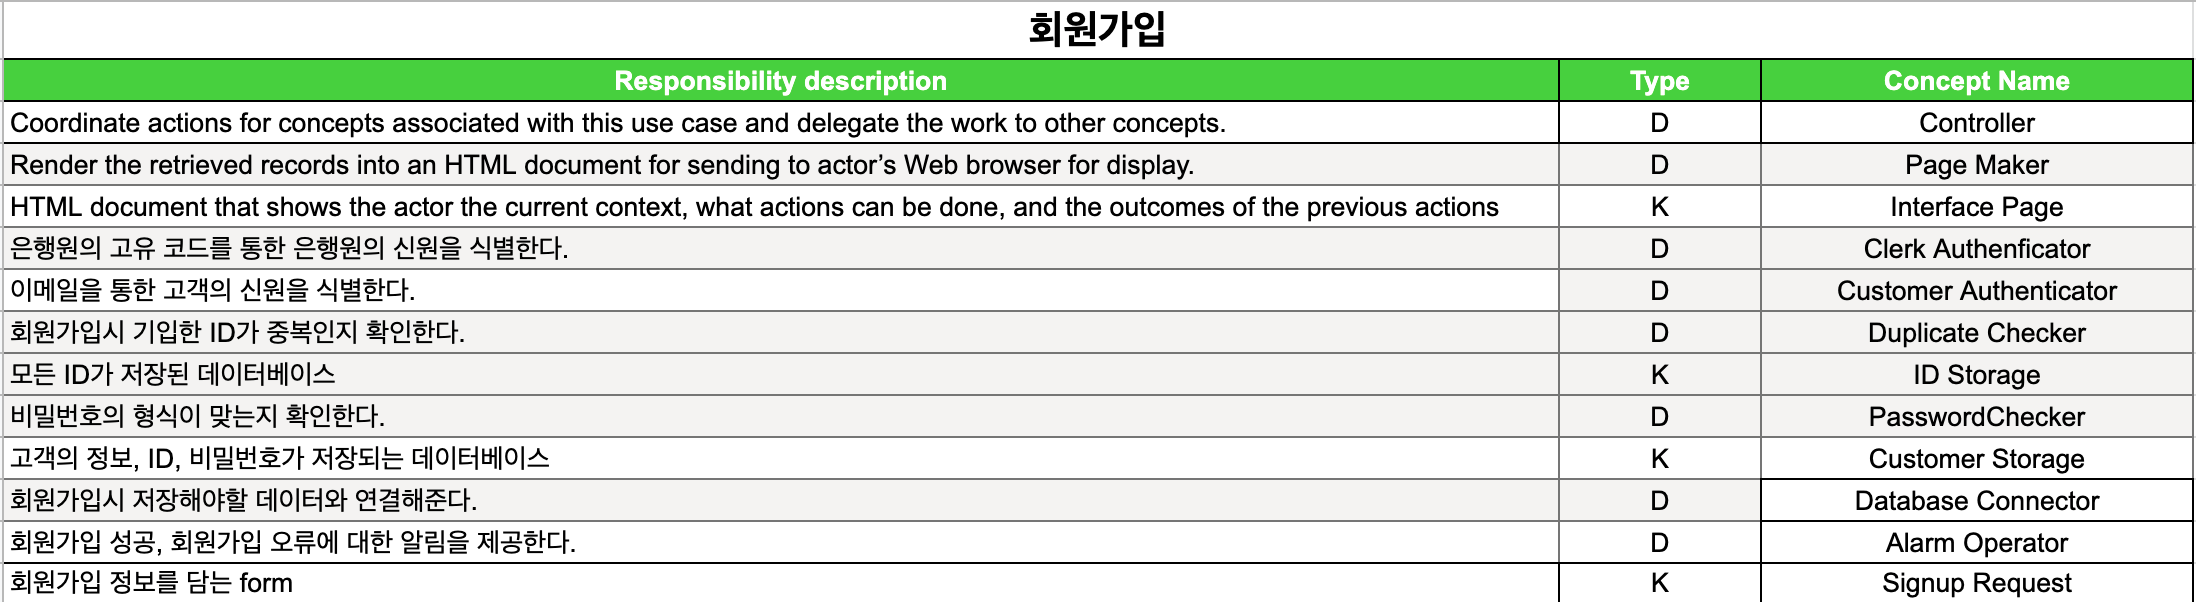 회원가입
Responsibility description Type Concept Name
Coordinate actions for concepts associated with this use case and delegate the work to other concepts. D Controller
Render the retrieved records into an HTML document for sending to actor’s Web browser for display. D Page Maker
HTML document that shows the actor the current context, what actions can be done, and the outcomes of the previous actions K Interface Page
은행원의 고유 코드를 통한 은행원의 신원을 식별한다. D Clerk Authenficator
이메일을 통한 고객의 신원을 식별한다. D Customer Authenticator
회원가입시 기입한 ID가 중복인지 확인한다. D Duplicate Checker
모든 ID가 저장된 데이터베이스 K ID Storage
비밀번호의 형식이 맞는지 확인한다. D PasswordChecker
고객의 정보, ID, 비밀번호가 저장되는 데이터베이스 K Customer Storage
회원가입시 저장해야할 데이터와 연결해준다. D Database Connector
회원가입 성공, 회원가입 오류에 대한 알림을 제공한다. D Alarm Operator
회원가입 정보를 담는 form K Signup Request